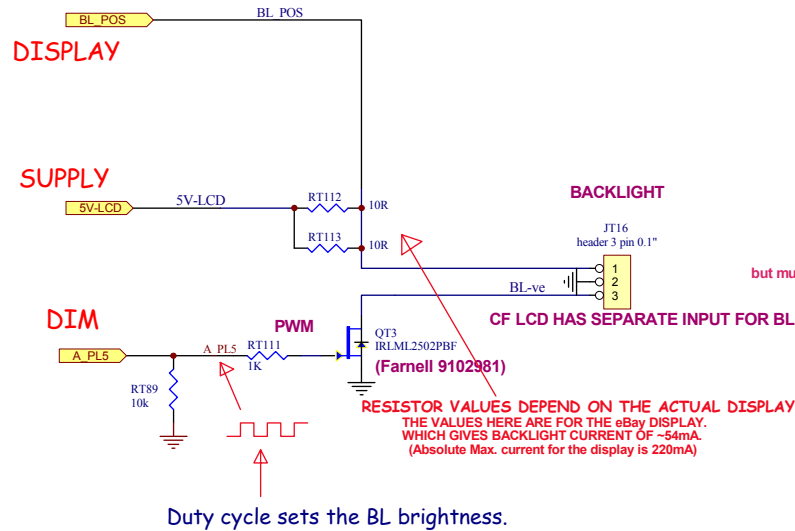 BL_POS
BL POS
DISPLAY
SUPPLY
5V-LCD
5V-LCD
RT112
10R
RT113
10R
BACKLIGHT
JT16
header 3 pin 0.1"
1
2
3
but mu
BL-ve
CF LCD HAS SEPARATE INPUT FOR BL
DIM
PWM
A_PL5
A PL5
RT111
1K
QT3
IRLML2502PBF
(Farnell 9102981)
RT89
10k
RESISTOR VALUES DEPEND ON THE ACTUAL DISPLAY
THE VALUES HERE ARE FOR THE eBay DISPLAY.
WHICH GIVES BACKLIGHT CURRENT OF ~54mA.
(Absolute Max. current for the display is 220mA)
Duty cycle sets the BL brightness.